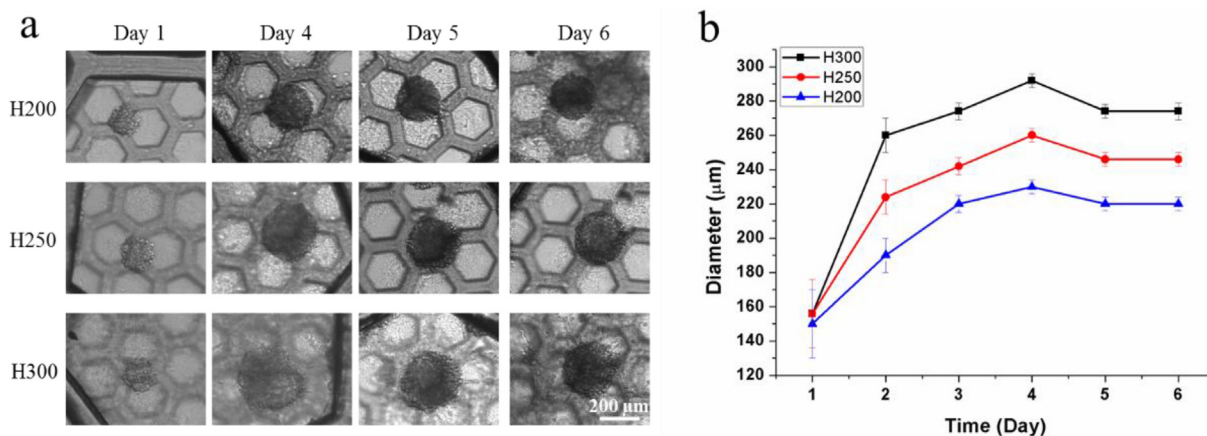 a
Day 1 Day 4 Day 5 Day 6
H200
H250
H300
200 μm
b
H300
H250
H200
Diameter (μm)
300
280
260
240
220
200
180
160
140
120
1 2 3 4 5 6
Time (Day)